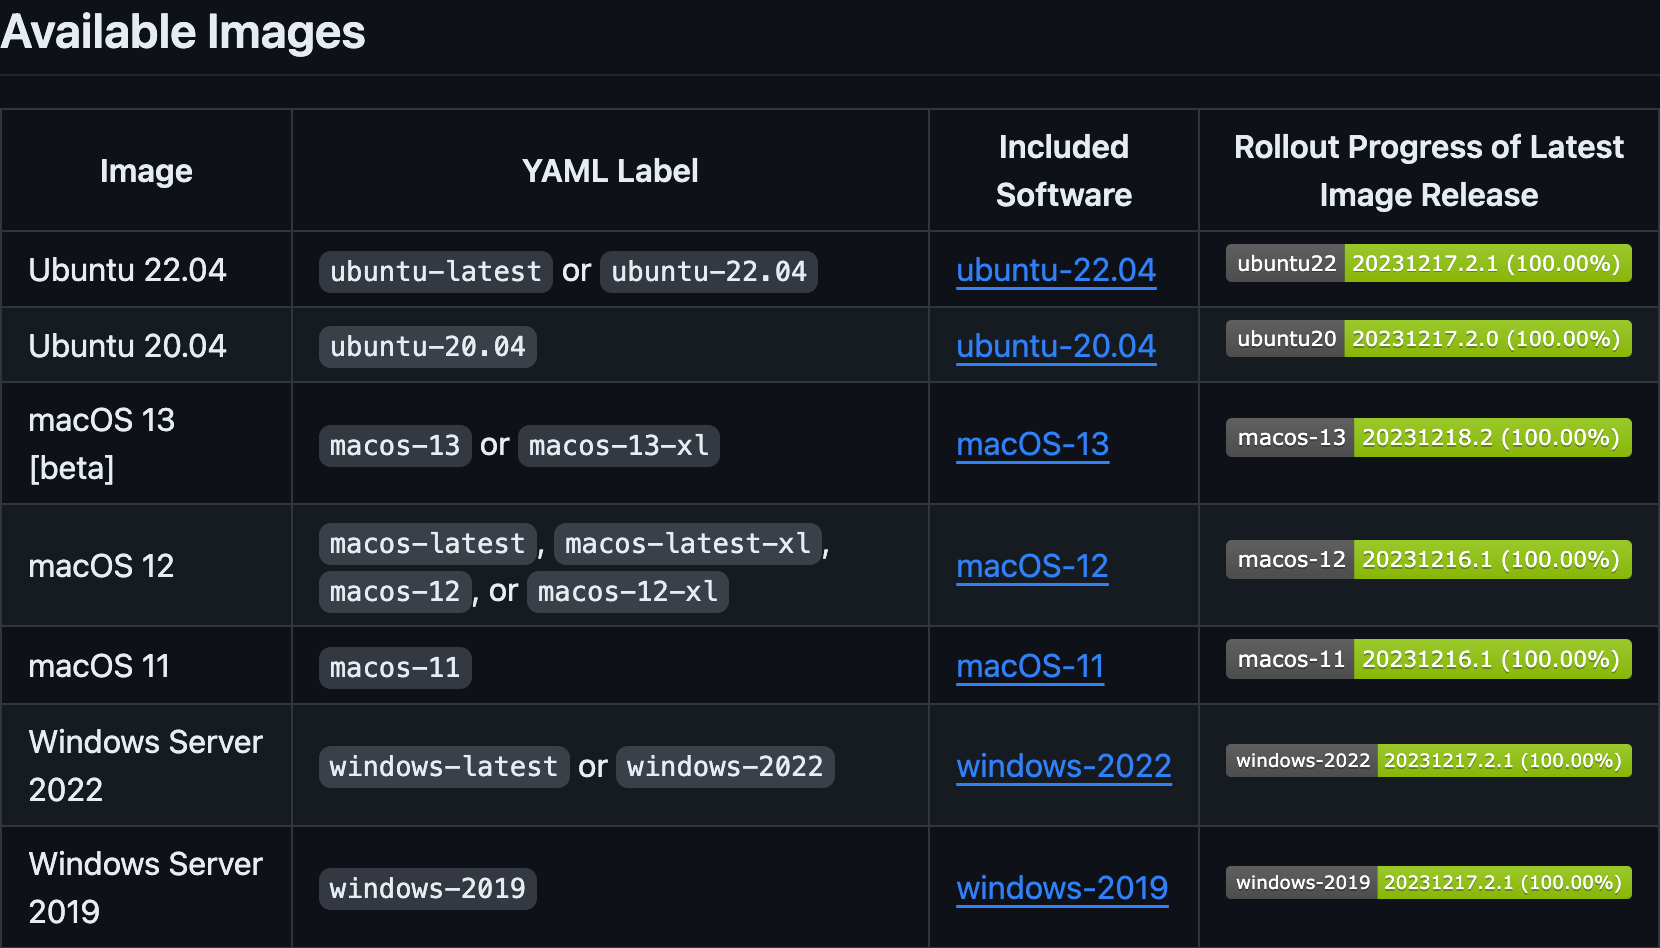 Available Images
Image
YAML Label
Included
Software
Rollout Progress of Latest
Image Release
Ubuntu 22.04
ubuntu-latest or ubuntu-22.04
ubuntu-22.04
ubuntu22 20231217.2.1 (100.00%)
Ubuntu 20.04
ubuntu-20.04
ubuntu-20.04
ubuntu20 20231217.2.0 (100.00%)
macOS 13
[beta]
macos-13 or macos-13-xl
macOS-13
macos-13 20231218.2 (100.00%)
macOS 12
macos-latest, macos-latest-xl,
macos-12, or macos-12-xl
macOS-12
macos-12 20231216.1 (100.00%)
macOS 11
macos-11
macOS-11
macos-11 20231216.1 (100.00%)
Windows Server
2022
windows-latest or windows-2022
windows-2022
windows-2022 20231217.2.1 (100.00%)
Windows Server
2019
windows-2019
windows-2019
windows-2019 20231217.2.1 (100.00%)